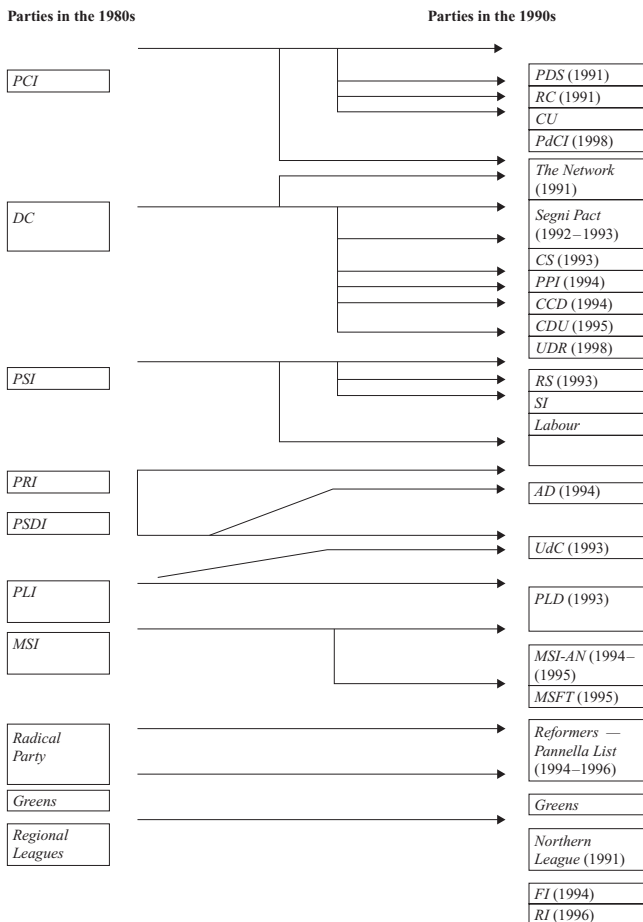 Parties in the 1980s
Parties in the 1990s
PCI
DC
PSI
PRI
PSDI
PLI
MSI
Radical
Party
Greens
Regional
Leagues
PDS (1991)
RC (1991)
CU
PdCI (1998)
The Network
(1991)
Segni Pact
(1992–1993)
CS (1993)
PPI (1994)
CCD (1994)
CDU (1995)
UDR (1998)
RS (1993)
SI
Labour
AD (1994)
UdC (1993)
PLD (1993)
MSI-AN (1994–
(1995)
MSFT (1995)
Reformers —
Pannella List
(1994–1996)
Greens
Northern
League (1991)
FI (1994)
RI (1996)